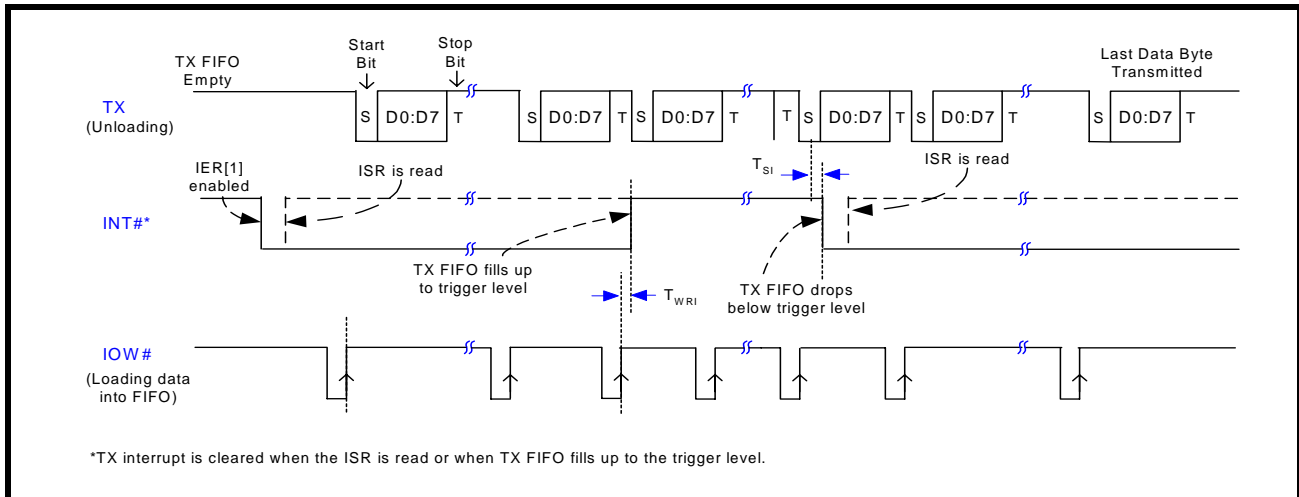 Start
Bit
Stop
Bit
TX FIFO
Empty
Last Data Byte
Transmitted
TX
(Unloading)
S D0:D7 T S D0:D7 T S D0:D7 T T S D0:D7 T S D0:D7 T S D0:D7 T
IER[1]
enabled
ISR is read
TSI
ISR is read
INT#*
TX FIFO fills up
to trigger level
TWRI
TX FIFO drops
below trigger level
IOW#
(Loading data
into FIFO)
*TX interrupt is cleared when the ISR is read or when TX FIFO fills up to the trigger level.